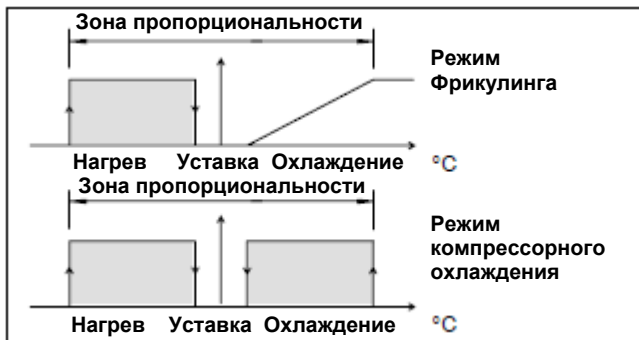 Зона пропорциональности
Режим
Фрикулинга
Нагрев Уставка Охлаждение °C
Зона пропорциональности
Режим
компрессорного
охлаждения
Нагрев Уставка Охлаждение °C